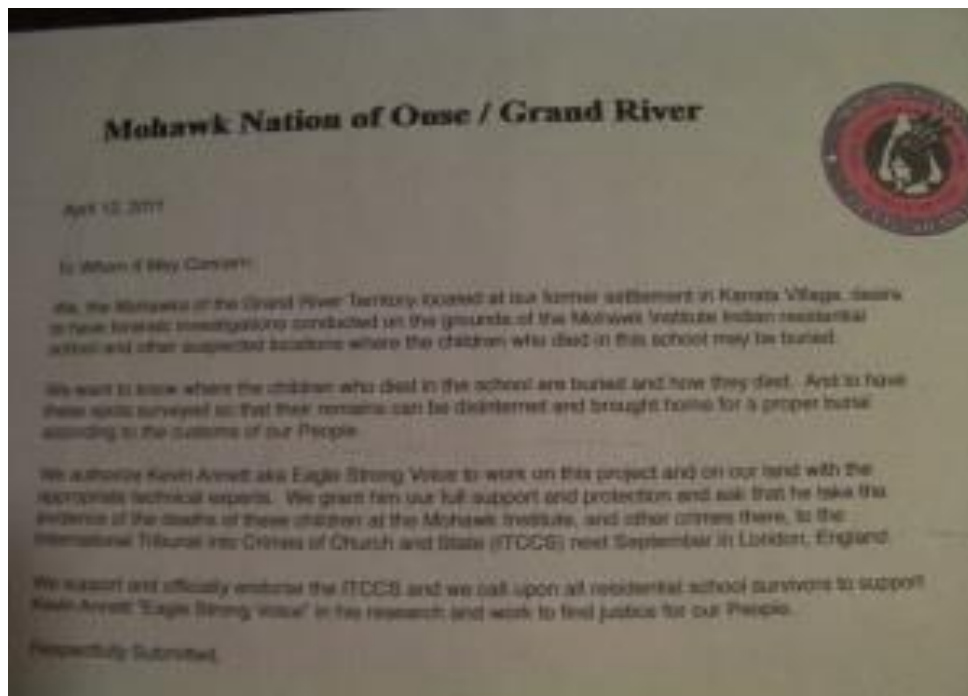 Mohawk Nation of Ouse / Grand River
April 12, 2011
To Whom it May Concern:
We, the Mohawks of the Grand River Territory located at our former settlement in Kanata Village, desire
to have forensic investigations conducted on the grounds of the Mohawk Institute Indian residential
school and other suspected locations where the children who died in this school may be buried.
We want to know where the children who died in the school are buried and how they died. And to have
these spots surveyed so that their remains can be disinterred and brought home for a proper burial
according to the customs of our People.
We authorize Kevin Annett aka Eagle Strong Voice to work on this project and on our land with the
appropriate technical experts. We grant him our full support and protection and ask that he take the
evidence of the deaths of these children at the Mohawk Institute, and other crimes there, to the
International Tribunal into Crimes of Church and State (ITCCS) next September in London, England.
We support and officially endorse the ITCCS and we call upon all residential school survivors to support
Kevin Annett "Eagle Strong Voice" in his research and work to find justice for our People.
Respectfully Submitted,